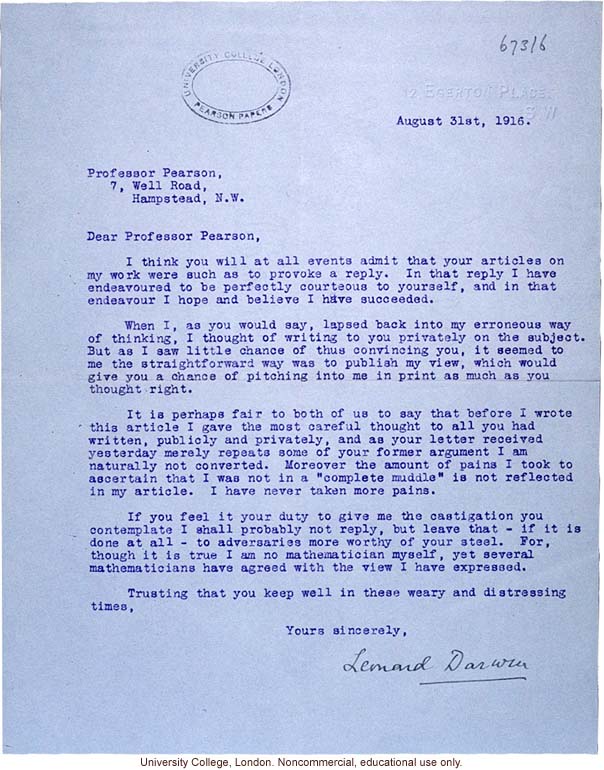 67316
UNIVERSITY COLLEGE LONDON
PEARSON PAPERS
12 EGERTON PLACE,
S W
August 31st, 1916.
Professor Pearson,
7, Well Road,
Hampstead, N.W.
Dear Professor Pearson,
I think you will at all events admit that your articles on
my work were such as to provoke a reply. In that reply I have
endeavoured to be perfectly courteous to yourself, and in that
endeavour I hope and believe I have succeeded.
When I, as you would say, lapsed back into my erroneous way
of thinking, I thought of writing to you privately on the subject.
But as I saw little chance of thus convincing you, it seemed to
me the straightforward way was to publish my view, which would
give you a chance of pitching into me in print as much as you
thought right.
It is perhaps fair to both of us to say that before I wrote
this article I gave the most careful thought to all you had
written, publicly and privately, and as your letter received
yesterday merely repeats some of your former argument I am
naturally not converted. Moreover the amount of pains I took to
ascertain that I was not in a "complete muddle" is not reflected
in my article. I have never taken more pains.
If you feel it your duty to give me the castigation you
contemplate I shall probably not reply, but leave that - if it is
done at all - to adversaries more worthy of your steel. For,
though it is true I am no mathematician myself, yet several
mathematicians have agreed with the view I have expressed.
Trusting that you keep well in these weary and distressing
times,
Yours sincerely,
Leonard Darwin
University College, London. Noncommercial, educational use only.